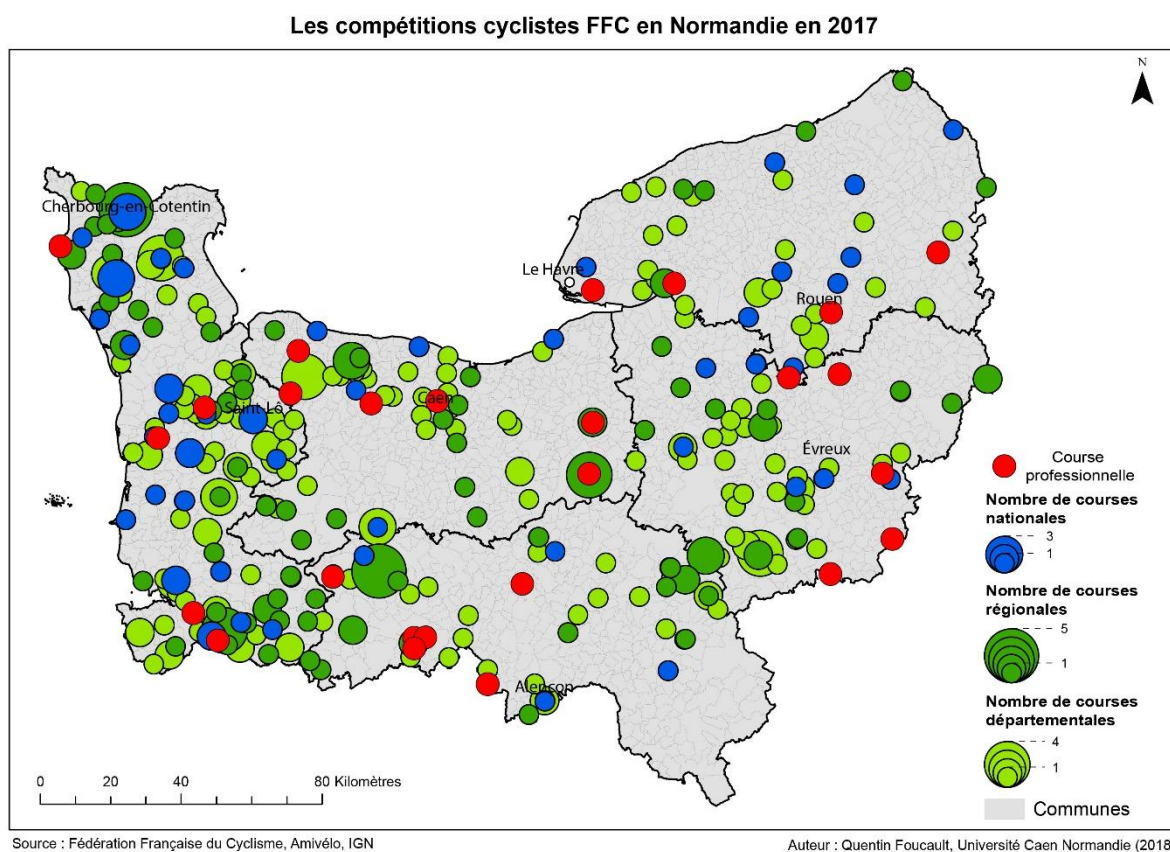 Les compétitions cyclistes FFC en Normandie en 2017
N
Cherbourg-en-Cotentin
Le Havre
Rouen
Saint-Lô
Caen
Évreux
Alençon
Course
professionnelle
Nombre de courses
nationales
3
1
Nombre de courses
régionales
5
1
Nombre de courses
départementales
4
1
Communes
0 20 40 80 Kilomètres
Source : Fédération Française du Cyclisme, Amivélo, IGN
Auteur : Quentin Foucault, Université Caen Normandie (2018